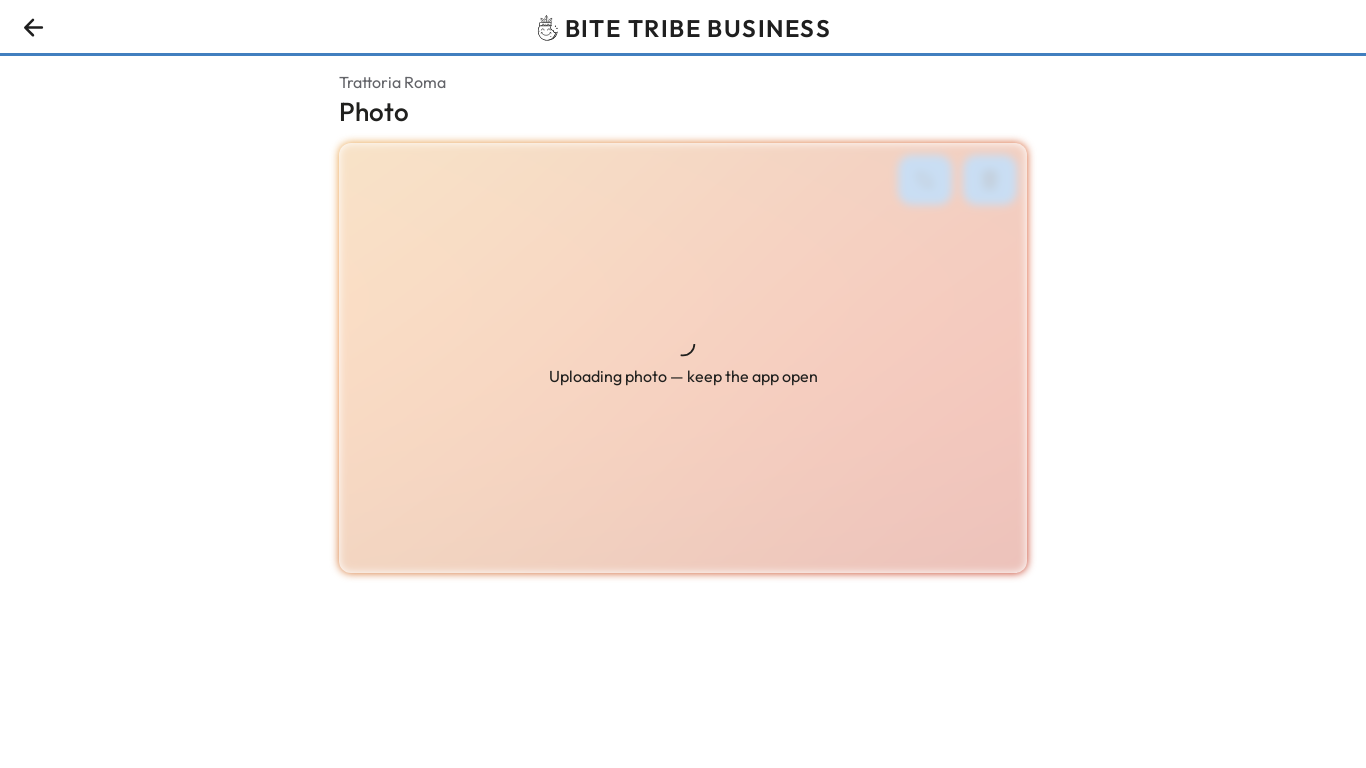 BITE TRIBE BUSINESS
Trattoria Roma
Photo
Uploading photo — keep the app open